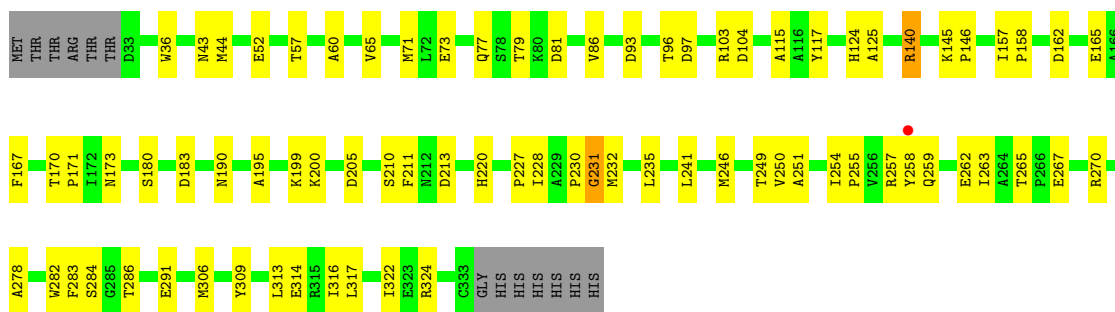 MET THR THR ARG THR THR D33 W36 N43 M44 E52 T57 A60 V65 M71 L72 E73 Q77 S78 T79 K80 D81 V86 D93 T96 D97 R103 D104 A115 A116 Y117 H124 A125 R140 K145 P146 I157 P158 D162 E165 A166
F167 T170 P171 I172 N173 S180 D183 N190 A195 K199 K200 D205 S210 F211 N212 D213 H220 P227 I228 A229 P230 G231 M232 L235 L241 M246 T249 V250 A251 I254 P255 V256 R257 Y258 Q259 E262 I263 A264 T265 P266 E267 R270
A278 W282 F283 S284 G285 T286 E291 M306 Y309 L313 E314 R315 I316 L317 I322 E323 R324 C333 GLY HIS HIS HIS HIS HIS HIS